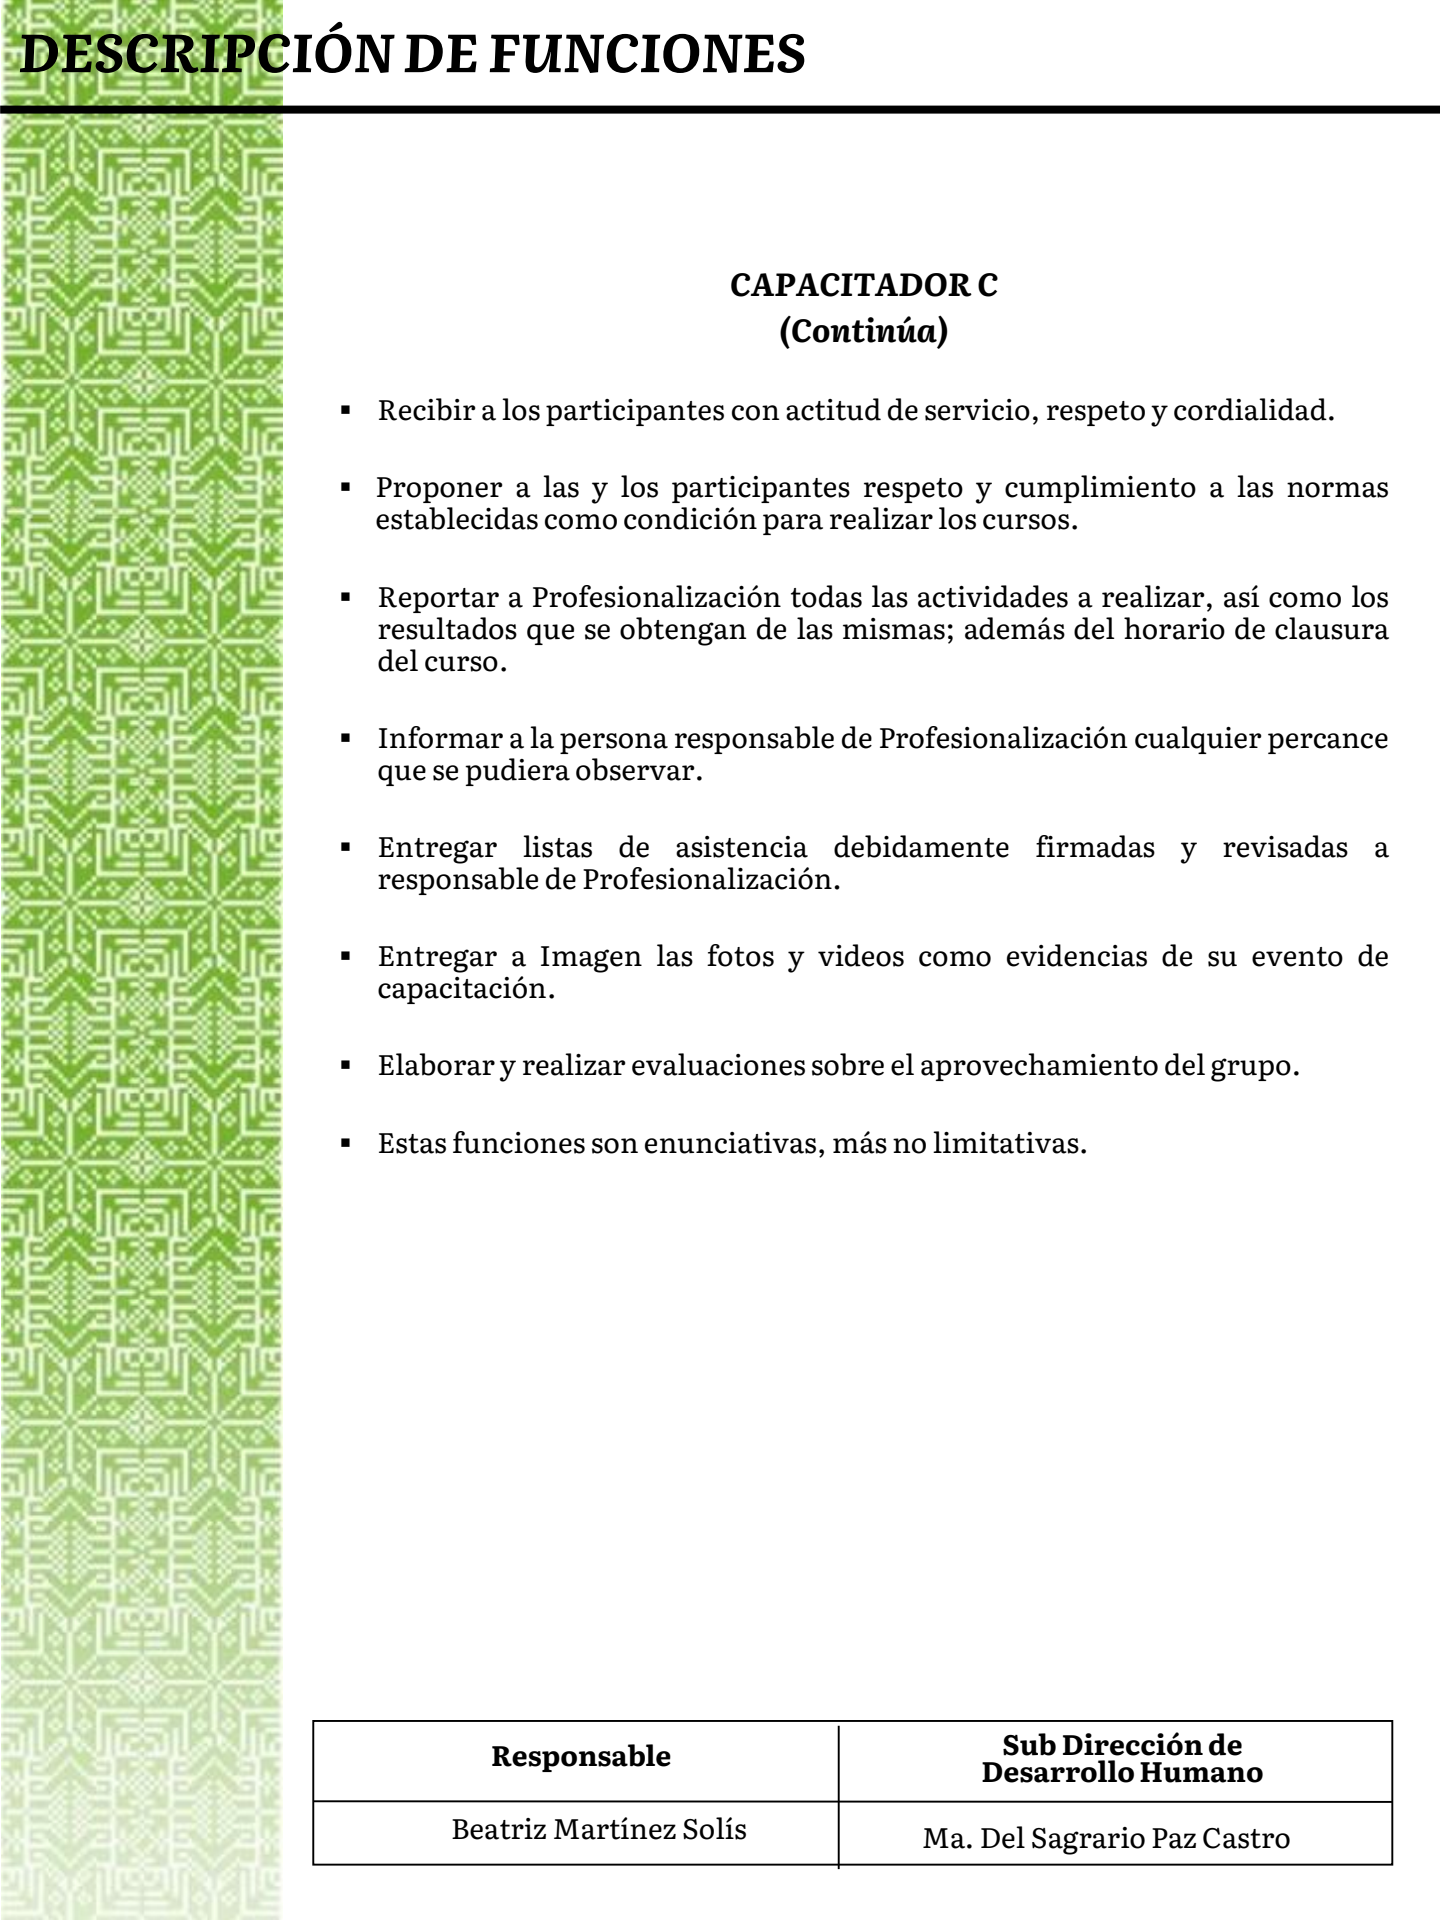 DESCRIPCIÓN DE FUNCIONES
CAPACITADOR C
(Continúa)
▪ Recibir a los participantes con actitud de servicio, respeto y cordialidad.
▪ Proponer a las y los participantes respeto y cumplimiento a las normas
establecidas como condición para realizar los cursos.
▪ Reportar a Profesionalización todas las actividades a realizar, así como los
resultados que se obtengan de las mismas; además del horario de clausura
del curso.
▪ Informar a la persona responsable de Profesionalización cualquier percance
que se pudiera observar.
▪ Entregar listas de asistencia debidamente firmadas y revisadas a
responsable de Profesionalización.
▪ Entregar a Imagen las fotos y videos como evidencias de su evento de
capacitación.
▪ Elaborar y realizar evaluaciones sobre el aprovechamiento del grupo.
▪ Estas funciones son enunciativas, más no limitativas.
Responsable
Sub Dirección de
Desarrollo Humano
Beatriz Martínez Solís
Ma. Del Sagrario Paz Castro